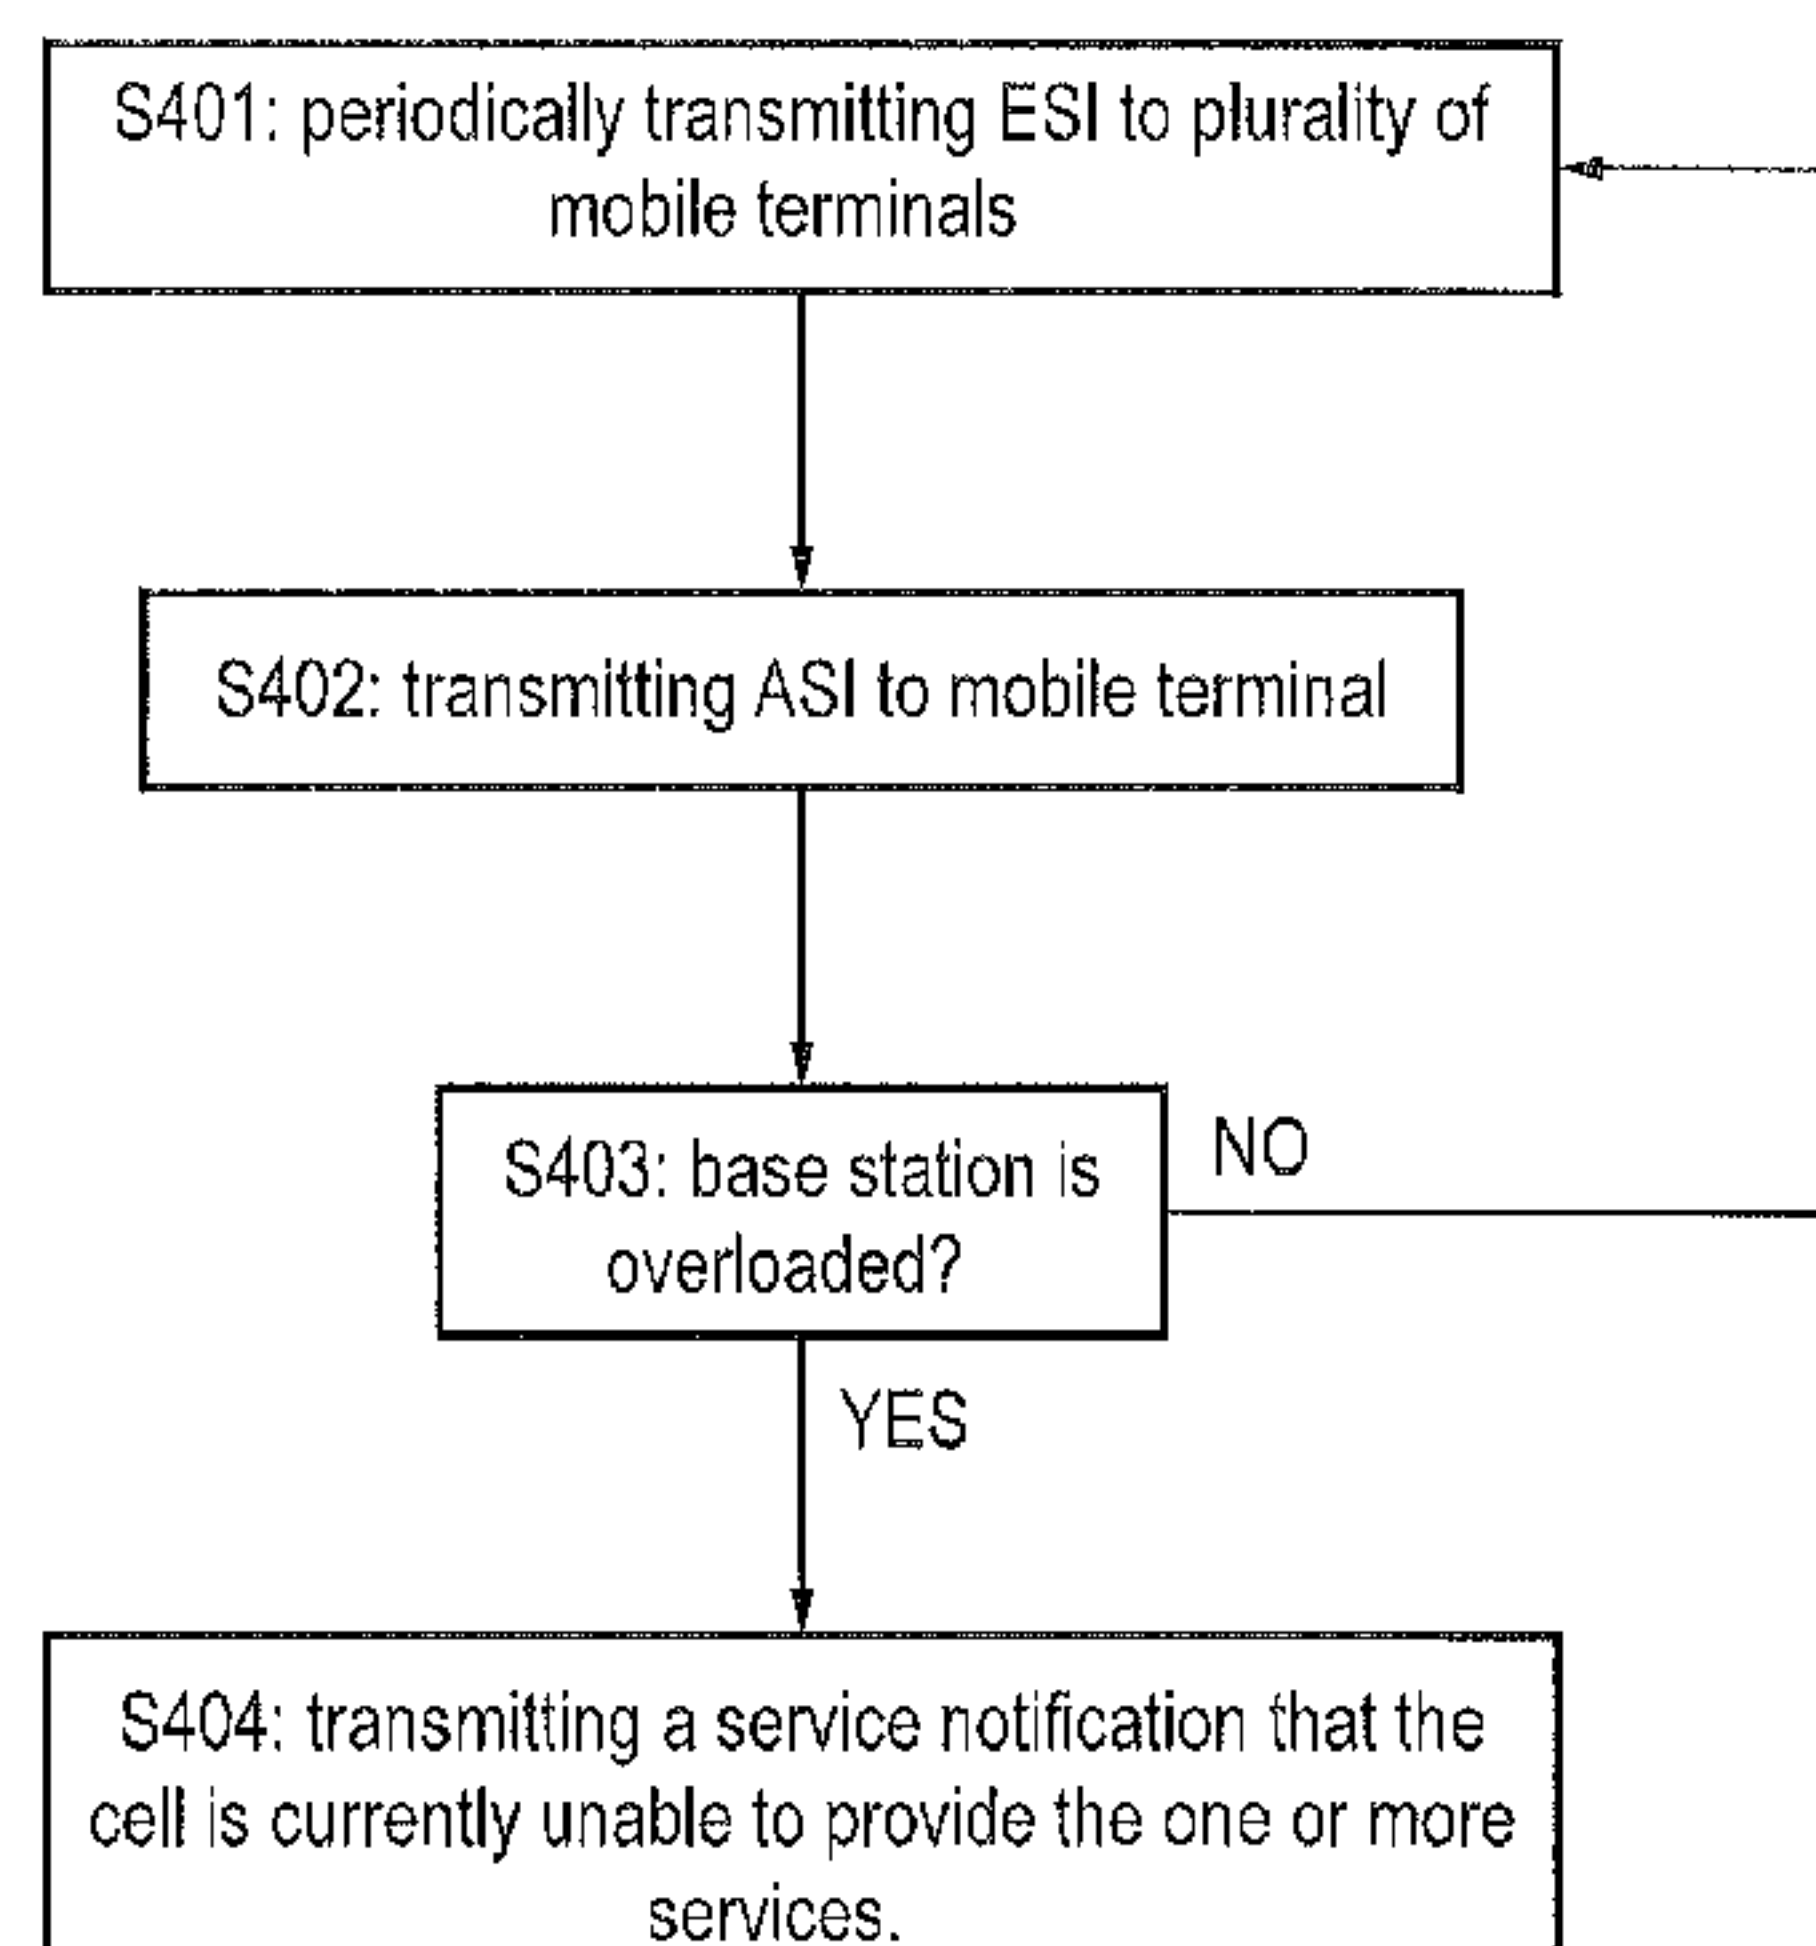 S401: periodically transmitting ESI to plurality of
mobile terminals
S402: transmitting ASI to mobile terminal
S403: base station is
overloaded?
NO
YES
S404: transmitting a service notification that the
cell is currently unable to provide the one or more
services.